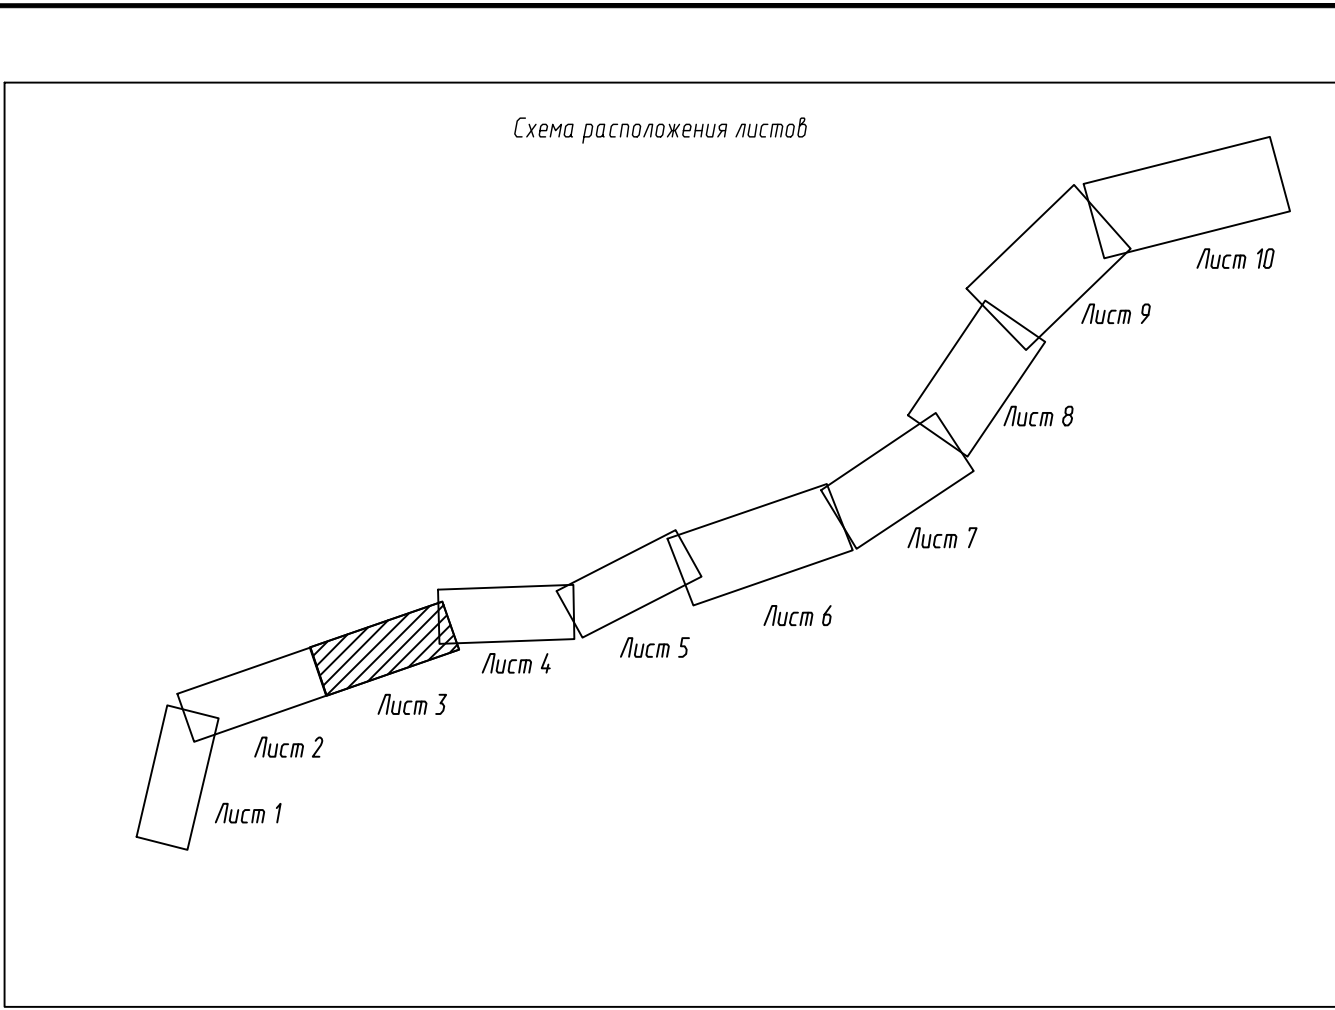 Схема расположения листов
Лист 10
Лист 9
Лист 8
Лист 7
Лист 6
Лист 5
Лист 4
Лист 3
Лист 2
Лист 1